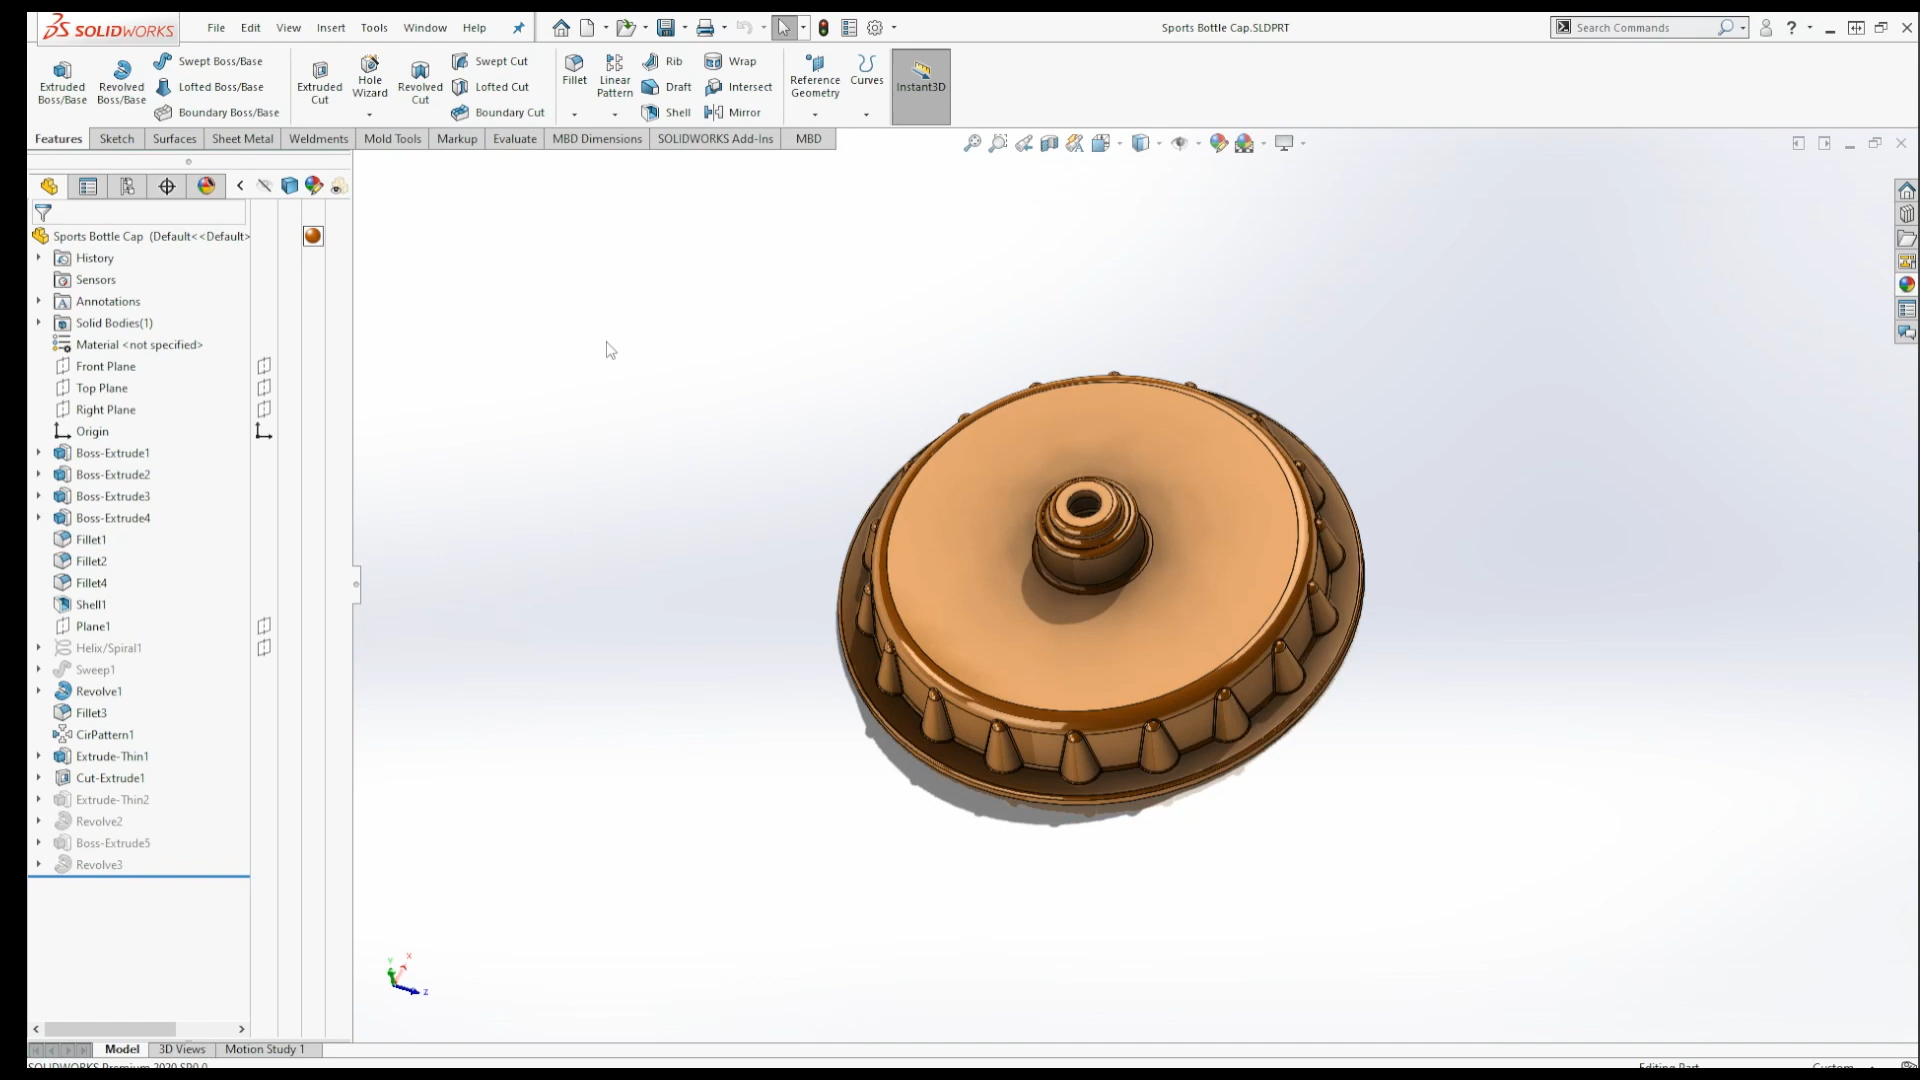 SOLIDWORKS File Edit View Insert Tools Window Help Sports Bottle Cap.SLDPRT Search Commands ?
Extruded Boss/Base
Revolved Boss/Base
Swept Boss/Base
Lofted Boss/Base
Boundary Boss/Base
Extruded Cut
Hole Wizard
Revolved Cut
Swept Cut
Lofted Cut
Boundary Cut
Fillet
Linear Pattern
Rib
Draft
Shell
Wrap
Intersect
Mirror
Reference Geometry
Curves
Instant3D
Features Sketch Surfaces Sheet Metal Weldments Mold Tools Markup Evaluate MBD Dimensions SOLIDWORKS Add-Ins MBD
Sports Bottle Cap (Default<<Default>
History
Sensors
Annotations
Solid Bodies(1)
Material <not specified>
Front Plane
Top Plane
Right Plane
Origin
Boss-Extrude1
Boss-Extrude2
Boss-Extrude3
Boss-Extrude4
Fillet1
Fillet2
Fillet4
Shell1
Plane1
Helix/Spiral1
Sweep1
Revolve1
Fillet3
CirPattern1
Extrude-Thin1
Cut-Extrude1
Extrude-Thin2
Revolve2
Boss-Extrude5
Revolve3
Y X
Z
Model 3D Views Motion Study 1
SOLIDWORKS Premium 2020 SP0.0 Editing Part Custom